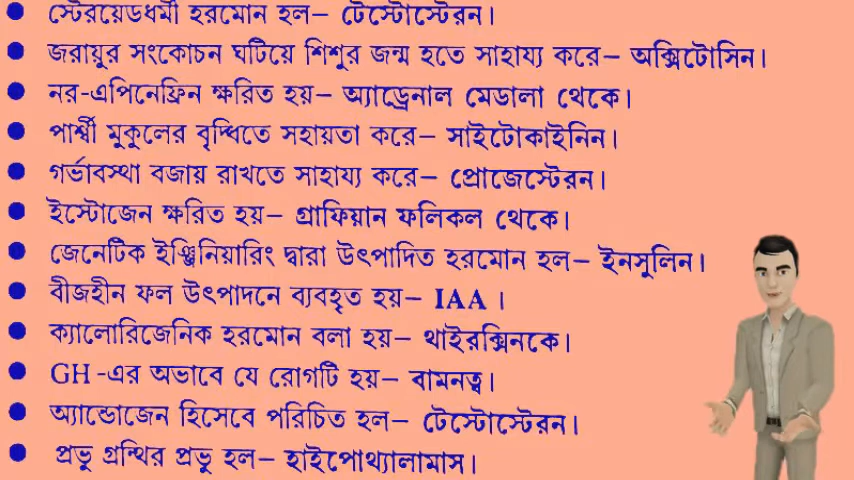 ● স্টেরয়েডধর্মী হরমোন হল– টেস্টোস্টেরন।
● জরায়ুর সংকোচন ঘটিয়ে শিশুর জন্ম হতে সাহায্য করে– অক্সিটোসিন।
● নর-এপিনেফ্রিন ক্ষরিত হয়– অ্যাড্রেনাল মেডালা থেকে।
● পার্শ্বী মুকুলের বৃদ্ধিতে সহায়তা করে– সাইটোকাইনিন।
● গর্ভাবস্থা বজায় রাখতে সাহায্য করে– প্রোজেস্টেরন।
● ইস্টোজেন ক্ষরিত হয়– গ্রাফিয়ান ফলিকল থেকে।
● জেনেটিক ইঞ্জিনিয়ারিং দ্বারা উৎপাদিত হরমোন হল– ইনসুলিন।
● বীজহীন ফল উৎপাদনে ব্যবহৃত হয়– IAA ।
● ক্যালোরিজেনিক হরমোন বলা হয়– থাইরক্সিনকে।
● GH -এর অভাবে যে রোগটি হয়– বামনত্ব।
● অ্যান্ডোজেন হিসেবে পরিচিত হল– টেস্টোস্টেরন।
● প্রভু গ্রন্থির প্রভু হল– হাইপোথ্যালামাস।